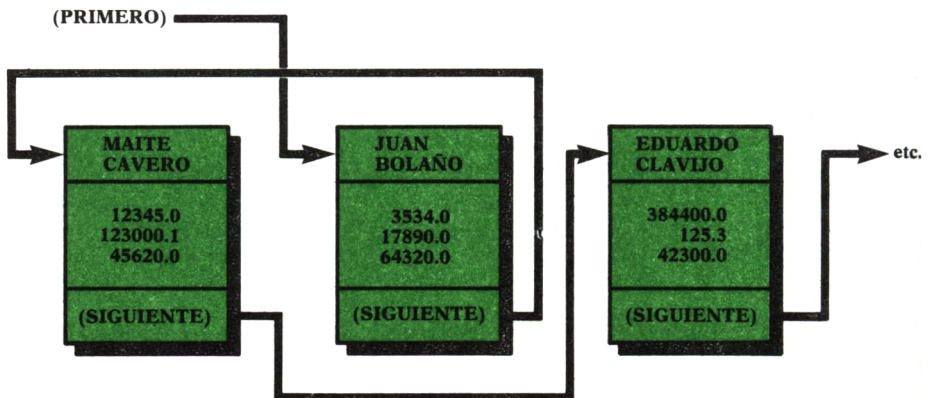 (PRIMERO)
MAITE
CAVERO
12345.0
123000.1
45620.0
(SIGUIENTE)
JUAN
BOLAÑO
3534.0
17890.0
64320.0
(SIGUIENTE)
EDUARDO
CLAVIJO
384400.0
125.3
42300.0
(SIGUIENTE)
etc.